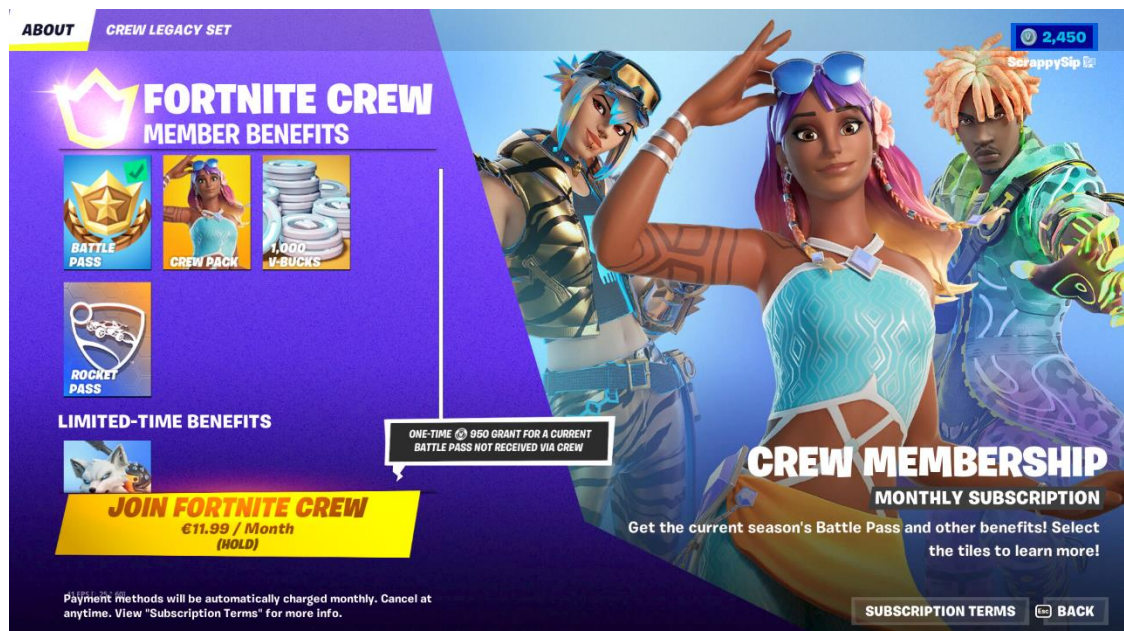 ABOUT
CREW LEGACY SET
2,450
ScrappySip
FORTNITE CREW
MEMBER BENEFITS
BATTLE
PASS
CREW PACK
1,000
V-BUCKS
ROCKET
PASS
LIMITED-TIME BENEFITS
ONE-TIME 950 GRANT FOR A CURRENT
BATTLE PASS NOT RECEIVED VIA CREW
JOIN FORTNITE CREW
€11.99 / Month
(HOLD)
CREW MEMBERSHIP
MONTHLY SUBSCRIPTION
Get the current season's Battle Pass and other benefits! Select
the tiles to learn more!
Payment methods will be automatically charged monthly. Cancel at
anytime. View "Subscription Terms" for more info.
SUBSCRIPTION TERMS
Esc BACK